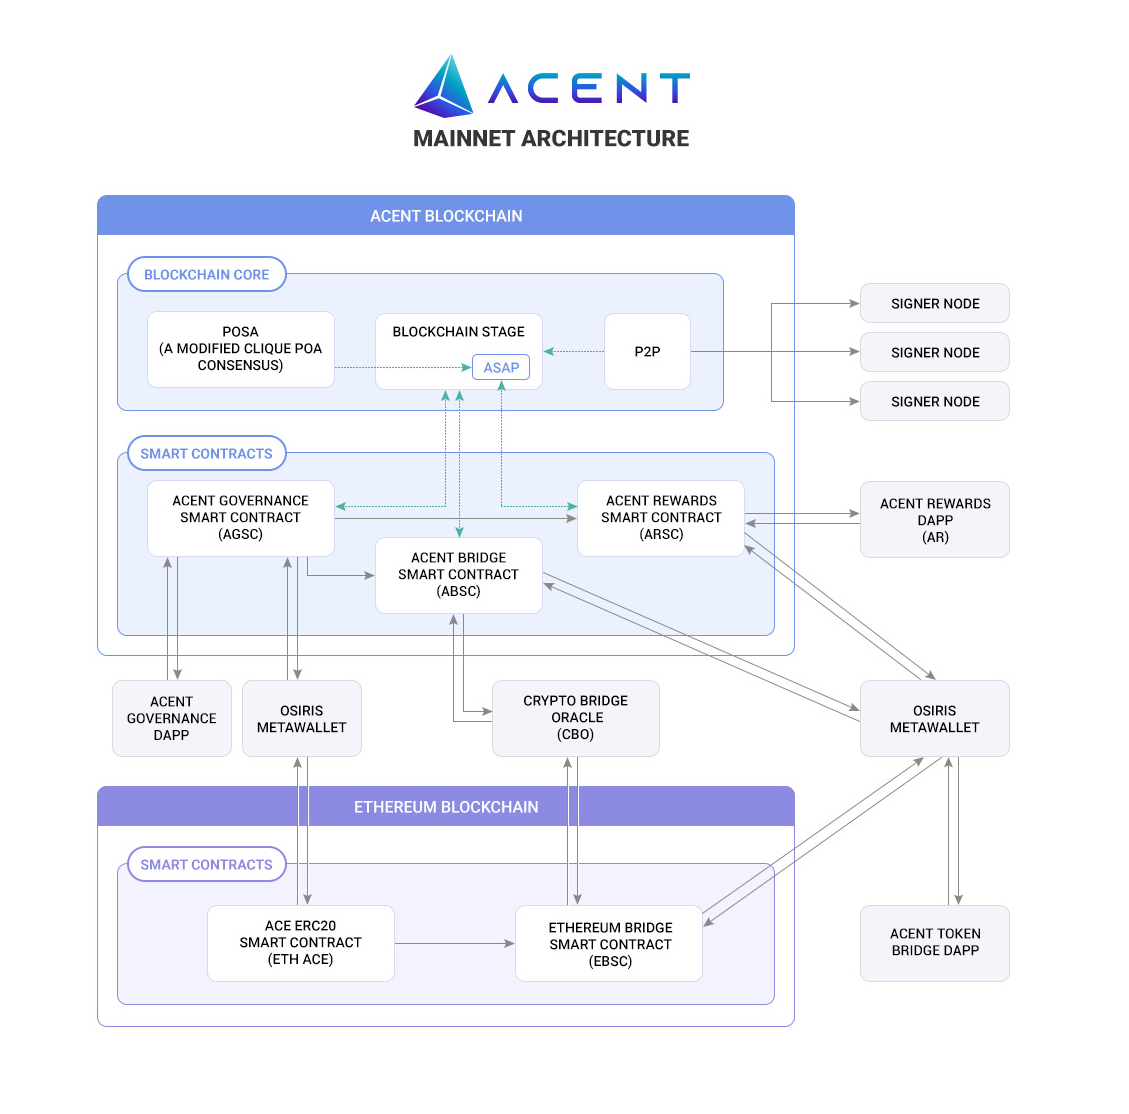 ACENT
MAINNET ARCHITECTURE
ACENT BLOCKCHAIN
BLOCKCHAIN CORE
POSA
(A MODIFIED CLIQUE POA
CONSENSUS)
BLOCKCHAIN STAGE
ASAP
P2P
SIGNER NODE
SIGNER NODE
SIGNER NODE
SMART CONTRACTS
ACENT GOVERNANCE
SMART CONTRACT
(AGSC)
ACENT BRIDGE
SMART CONTRACT
(ABSC)
ACENT REWARDS
SMART CONTRACT
(ARSC)
ACENT REWARDS
DAPP
(AR)
ACENT
GOVERNANCE
DAPP
OSIRIS
METAWALLET
CRYPTO BRIDGE
ORACLE
(CBO)
OSIRIS
METAWALLET
ETHEREUM BLOCKCHAIN
SMART CONTRACTS
ACE ERC20
SMART CONTRACT
(ETH ACE)
ETHEREUM BRIDGE
SMART CONTRACT
(EBSC)
ACENT TOKEN
BRIDGE DAPP